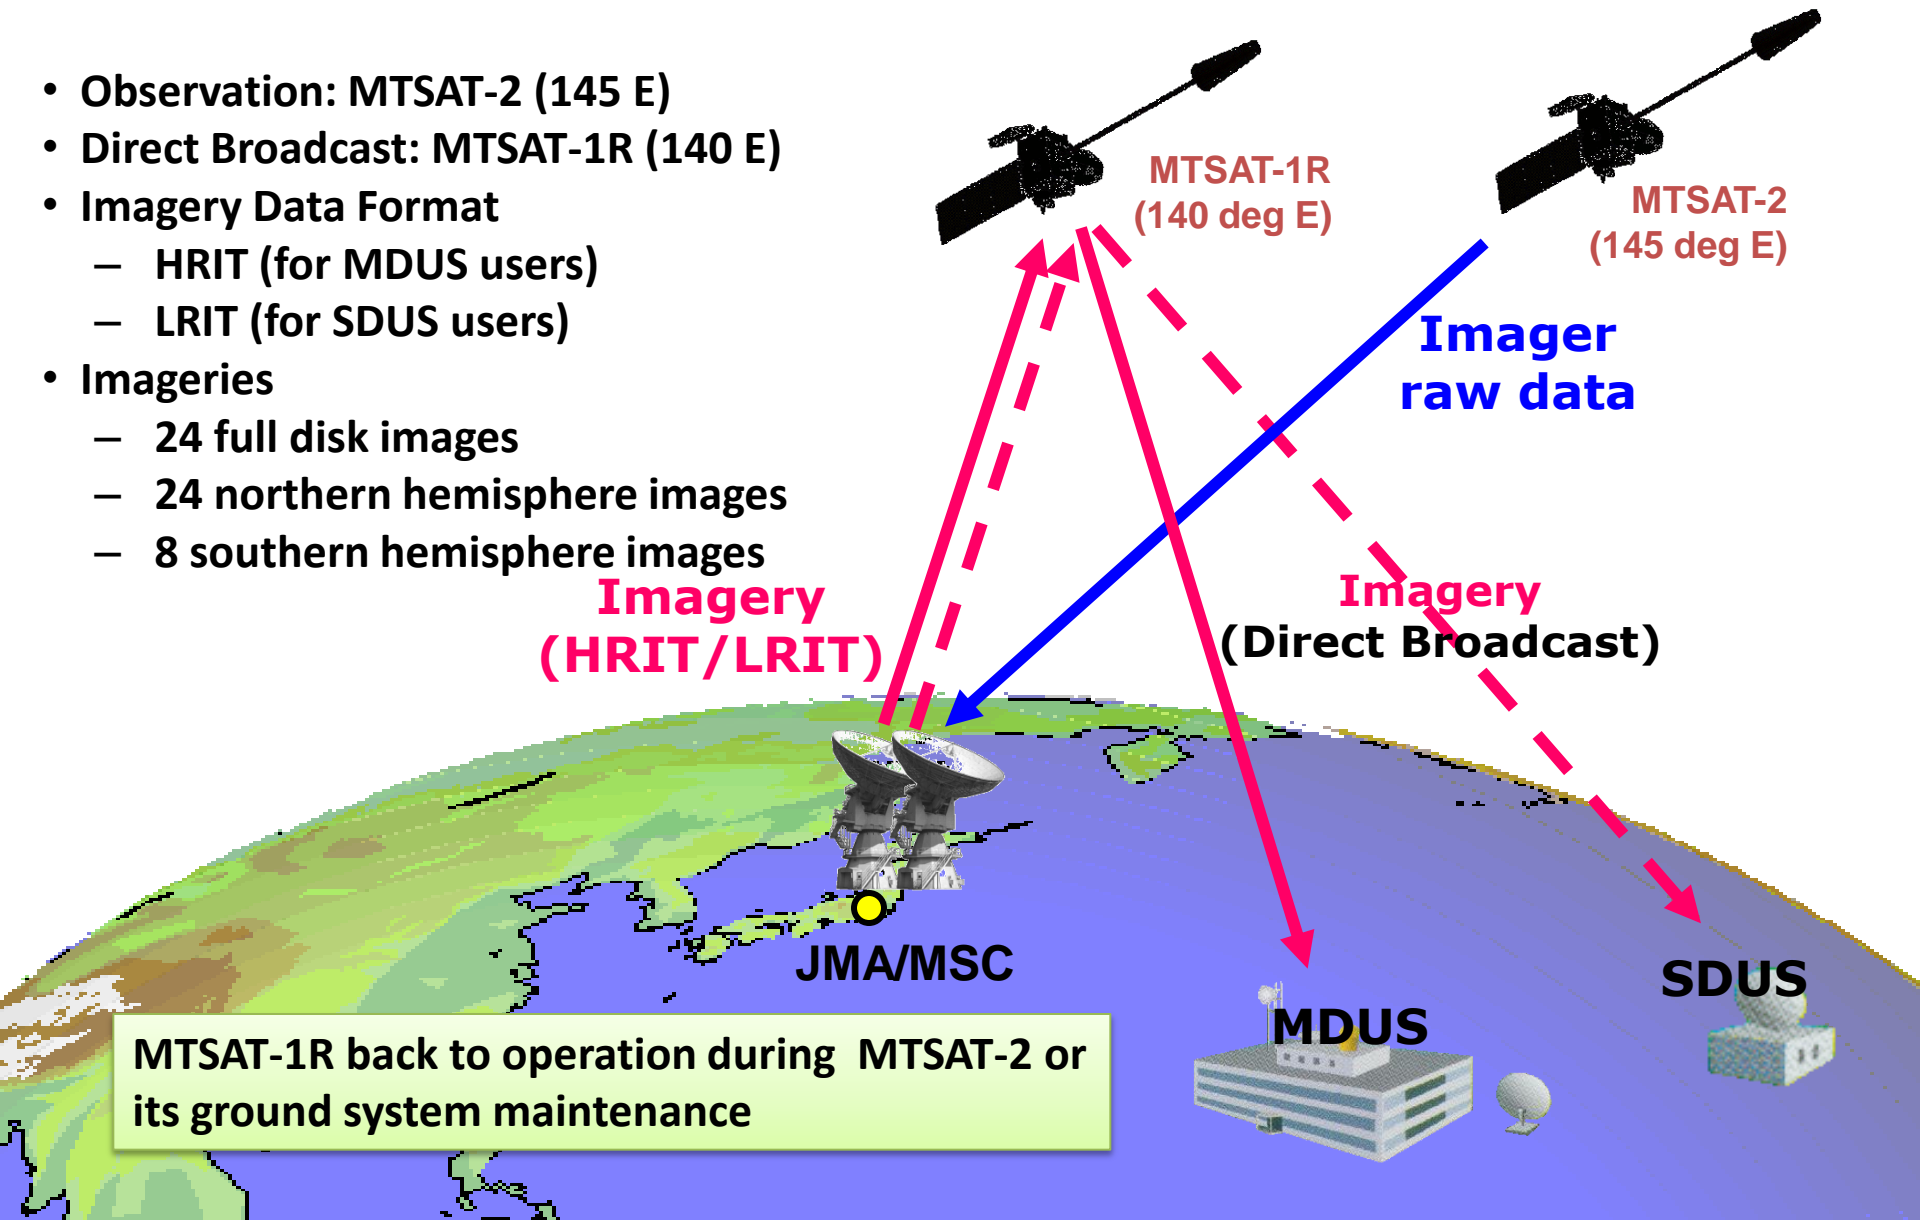 • Observation: MTSAT-2 (145 E)
• Direct Broadcast: MTSAT-1R (140 E)
• Imagery Data Format
– HRIT (for MDUS users)
– LRIT (for SDUS users)
• Imageries
– 24 full disk images
– 24 northern hemisphere images
– 8 southern hemisphere images
MTSAT-1R
(140 deg E)
MTSAT-2
(145 deg E)
Imager
raw data
Imagery
(HRIT/LRIT)
Imagery
(Direct Broadcast)
JMA/MSC
SDUS
MDUS
MTSAT-1R back to operation during  MTSAT-2 or
its ground system maintenance